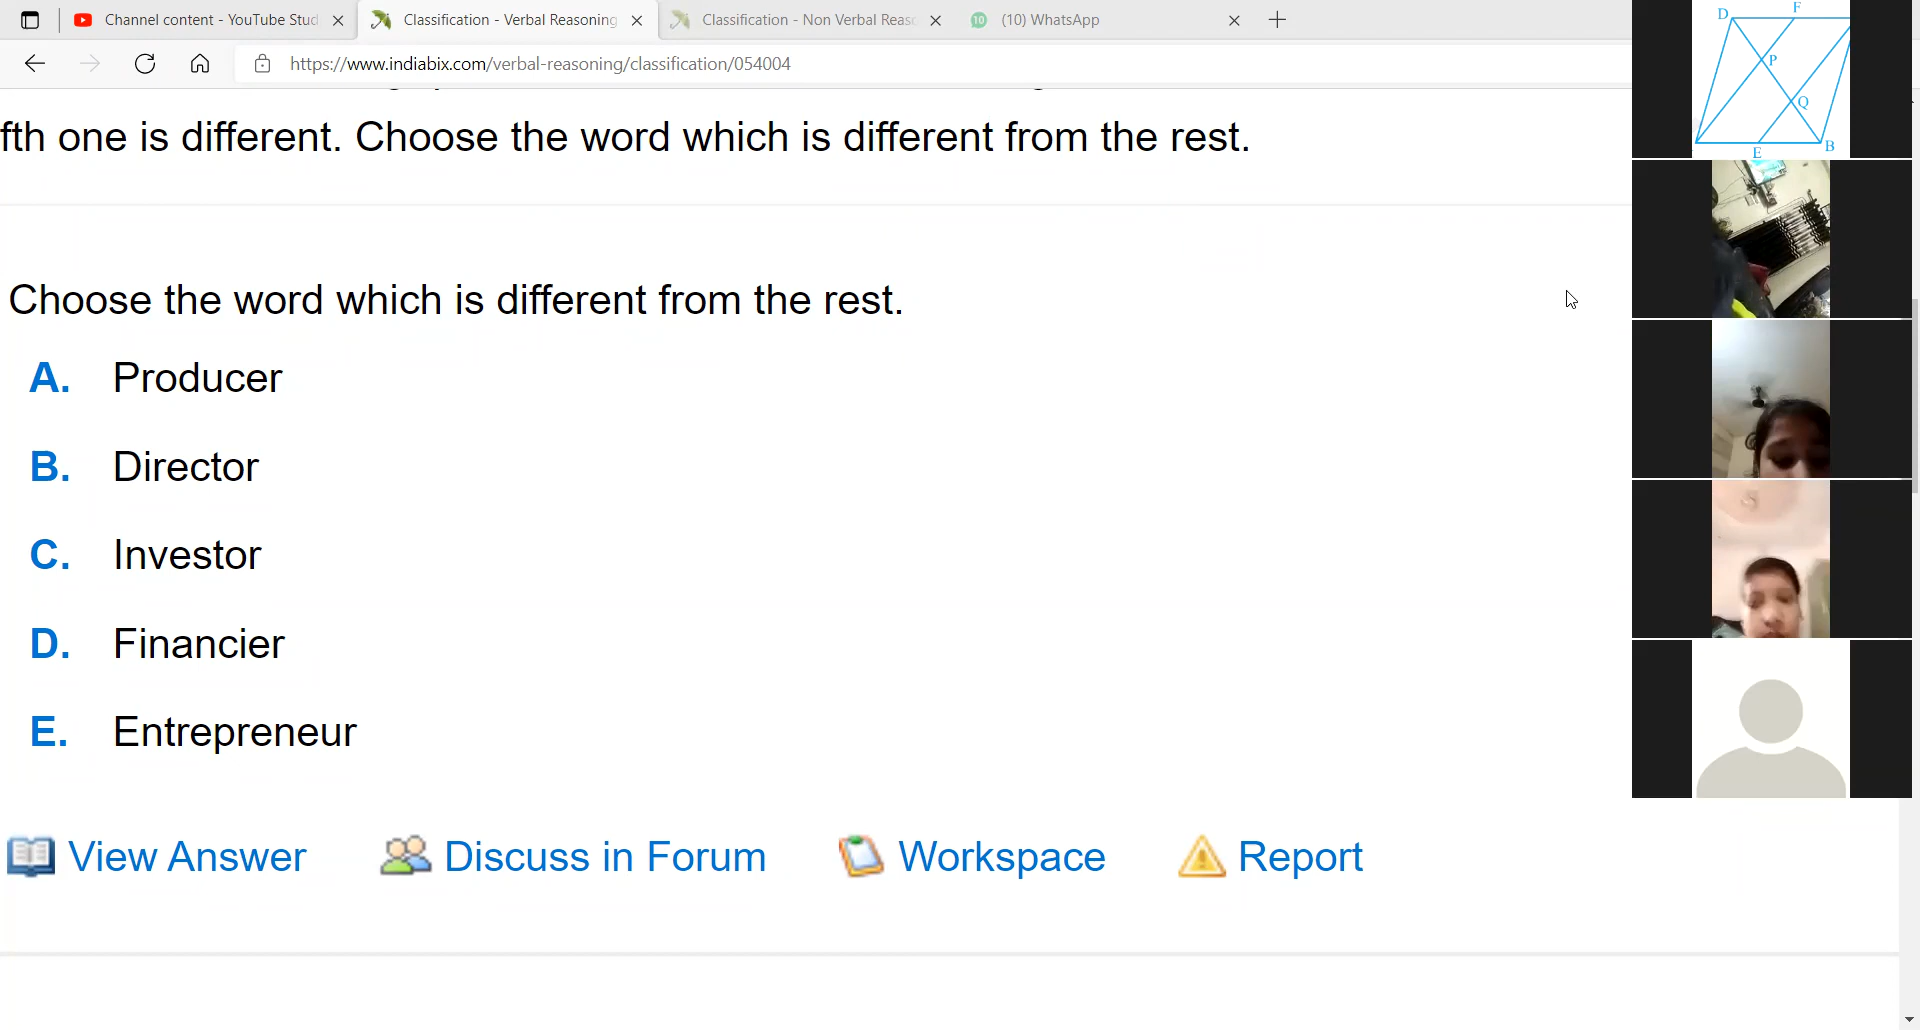 Channel content - YouTube Stud
Classification - Verbal Reasoning
Classification - Non Verbal Reaso
10 (10) WhatsApp
https://www.indiabix.com/verbal-reasoning/classification/054004
fth one is different. Choose the word which is different from the rest.
Choose the word which is different from the rest.
A. Producer
B. Director
C. Investor
D. Financier
E. Entrepreneur
View Answer
Discuss in Forum
Workspace
Report
D F
P
Q
E B